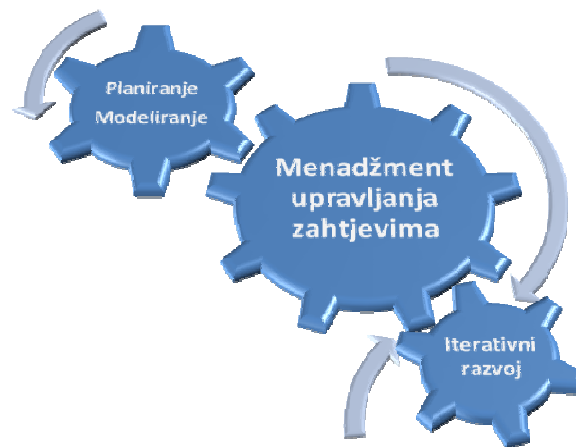 Planiranje
Modeliranje
Menadžment
upravljanja
zahtjevima
Iterativni
razvoj